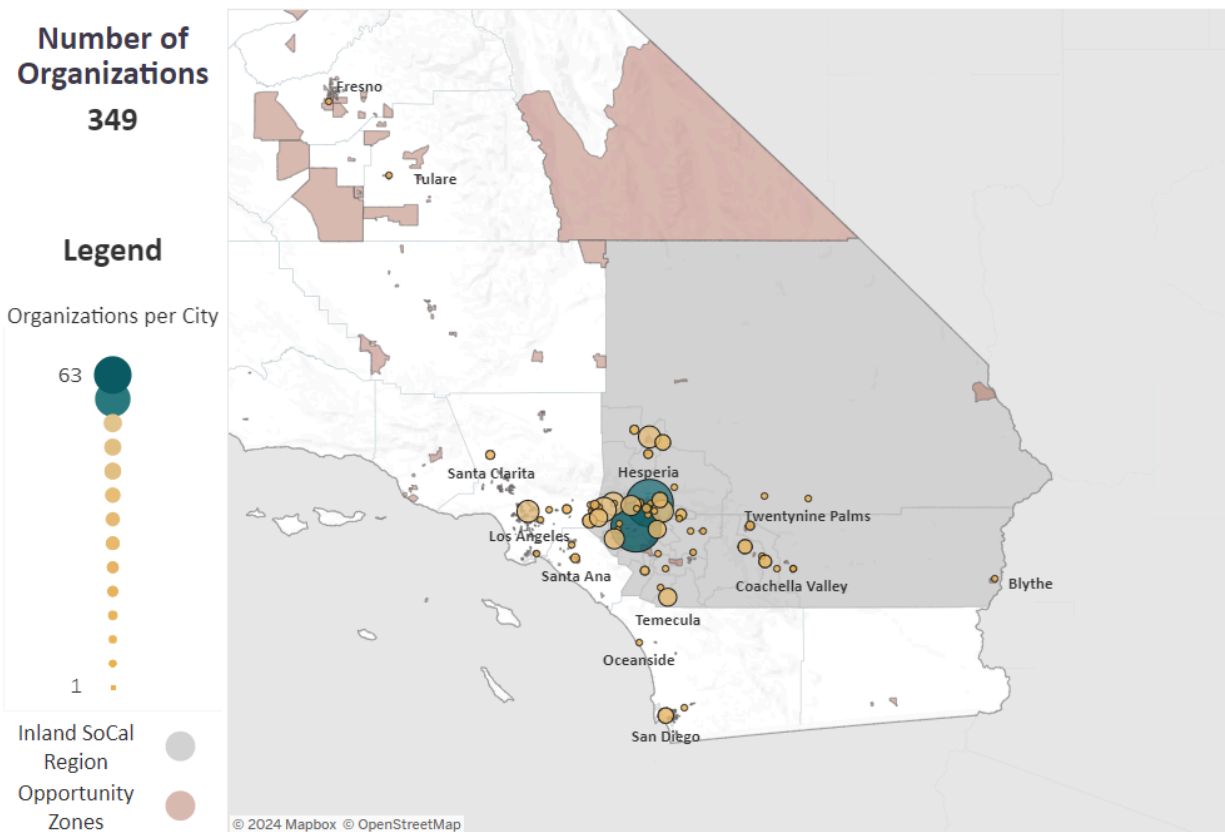 Number of
Organizations
349
Legend
Organizations per City
63
1
Inland SoCal
Region
Opportunity
Zones
Fresno
Tulare
Santa Clarita
Hesperia
Los Angeles
Twentynine Palms
Santa Ana
Coachella Valley
Blythe
Temecula
Oceanside
San Diego
© 2024 Mapbox © OpenStreetMap